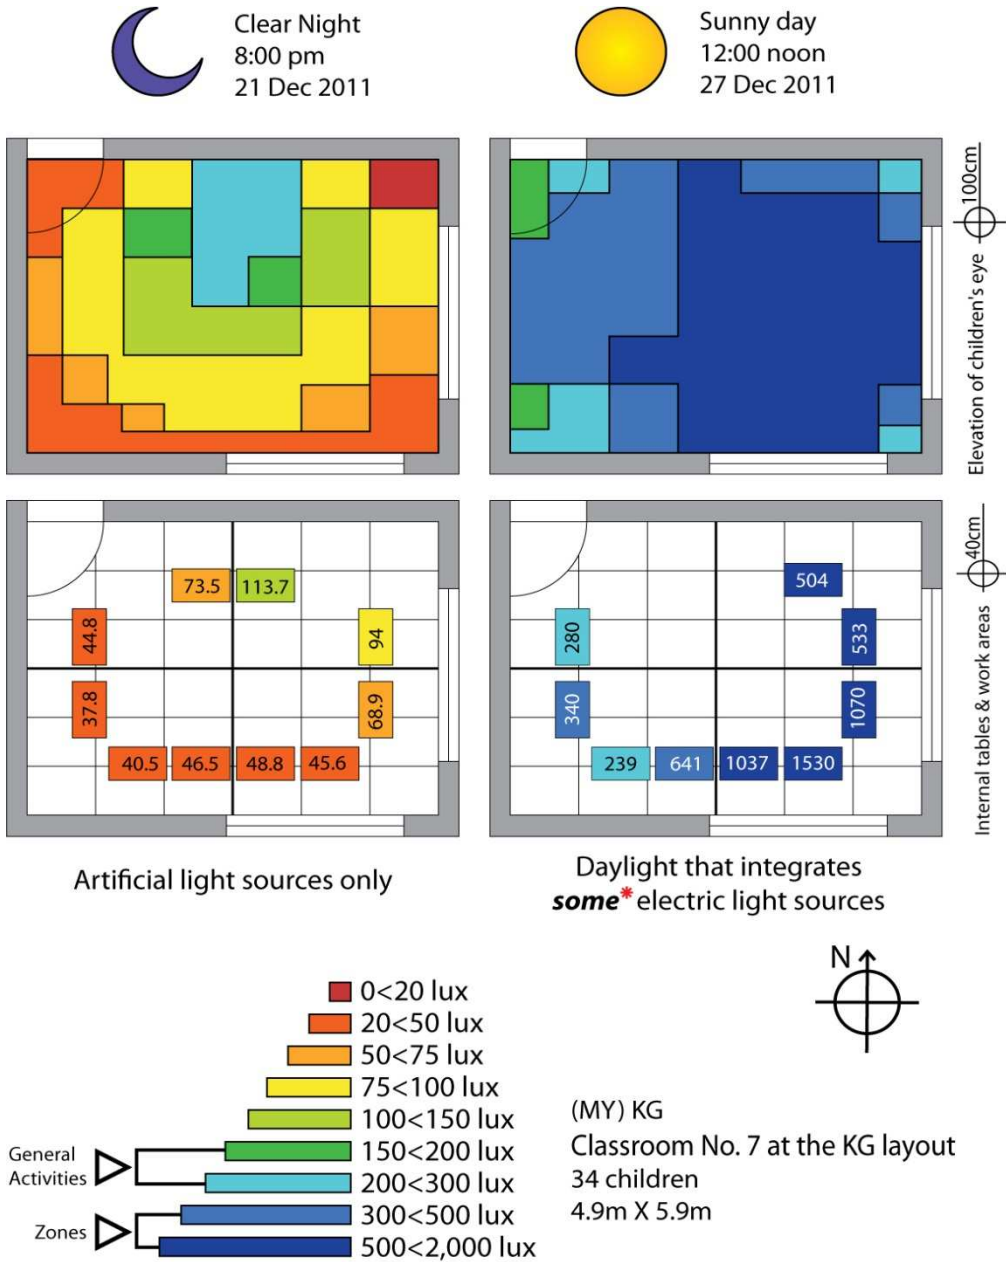 Clear Night
8:00 pm
21 Dec 2011
Sunny day
12:00 noon
27 Dec 2011
100cm
Elevation of children's eye
73.5
113.7
44.8
94
37.8
68.9
40.5
46.5
48.8
45.6
504
280
533
340
1070
239
641
1037
1530
40cm
Internal tables & work areas
Artificial light sources only
Daylight that integrates
some* electric light sources
N
0<20 lux
20<50 lux
50<75 lux
75<100 lux
100<150 lux
150<200 lux
200<300 lux
300<500 lux
500<2,000 lux
General
Activities
Zones
(MY) KG
Classroom No. 7 at the KG layout
34 children
4.9m X 5.9m